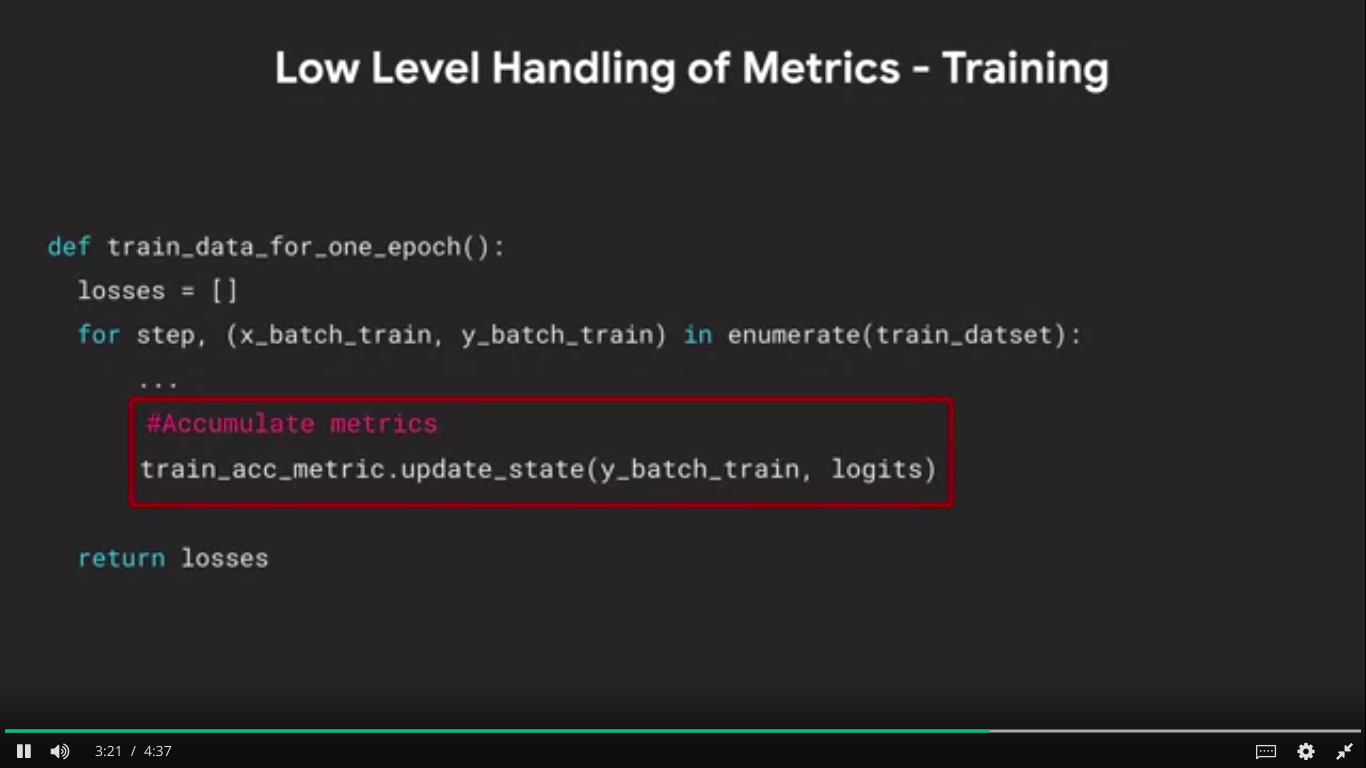 Low Level Handling of Metrics - Training
def train_data_for_one_epoch():
losses = []
for step, (x_batch_train, y_batch_train) in enumerate(train_datset):
...
#Accumulate metrics
train_acc_metric.update_state(y_batch_train, logits)
return losses
3:21 / 4:37